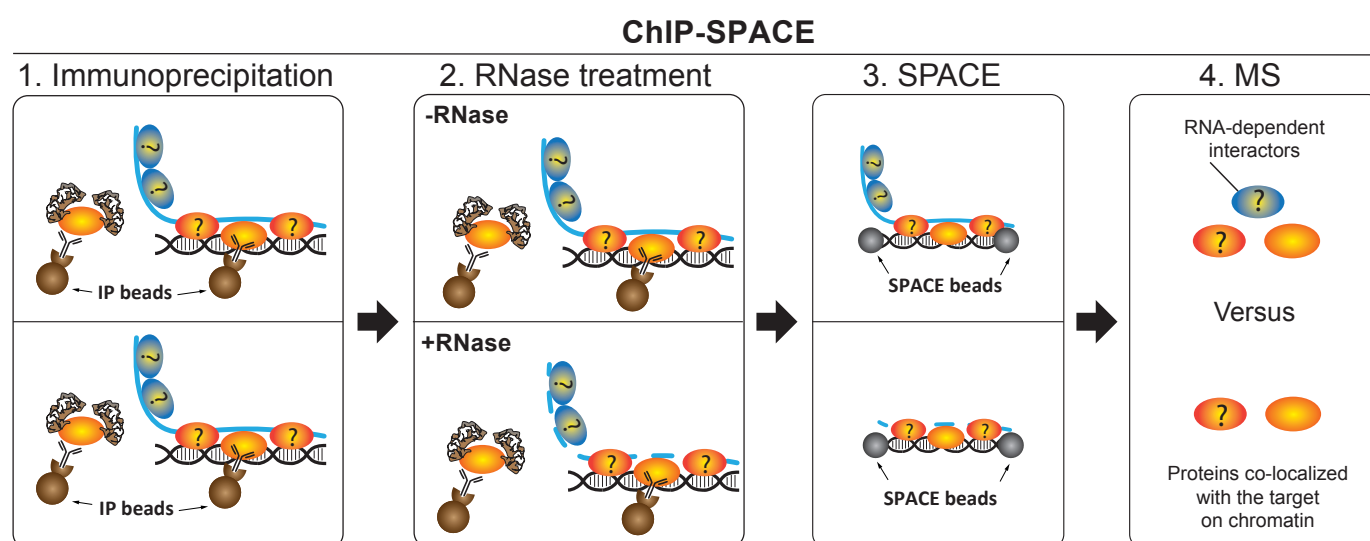 ChIP-SPACE
1. Immunoprecipitation
?
?
?
?
IP beads
?
?
?
?
IP beads
2. RNase treatment
-RNase
?
?
?
?
+RNase
?
?
?
?
3. SPACE
?
?
?
?
SPACE beads
?
?
SPACE beads
4. MS
RNA-dependent
interactors
?
?
Versus
?
Proteins co-localized
with the target
on chromatin